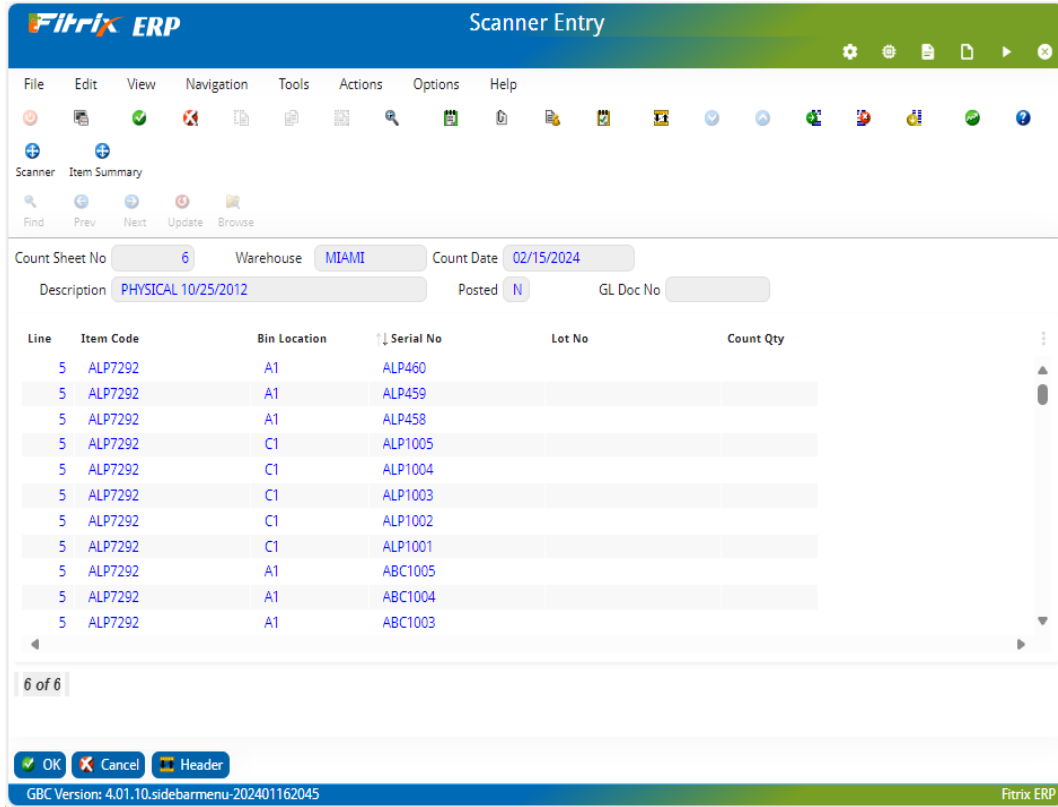 Fitrix ERP Scanner Entry
File Edit View Navigation Tools Actions Options Help
Scanner Item Summary
Find Prev Next Update Browse
Count Sheet No 6 Warehouse MIAMI Count Date 02/15/2024
Description PHYSICAL 10/25/2012 Posted N GL Doc No
Line Item Code Bin Location Serial No Lot No Count Qty
5 ALP7292 A1 ALP460
5 ALP7292 A1 ALP459
5 ALP7292 A1 ALP458
5 ALP7292 C1 ALP1005
5 ALP7292 C1 ALP1004
5 ALP7292 C1 ALP1003
5 ALP7292 C1 ALP1002
5 ALP7292 C1 ALP1001
5 ALP7292 A1 ABC1005
5 ALP7292 A1 ABC1004
5 ALP7292 A1 ABC1003
6 of 6
OK Cancel Header
GBC Version: 4.01.10.sidebarmenu-202401162045 Fitrix ERP